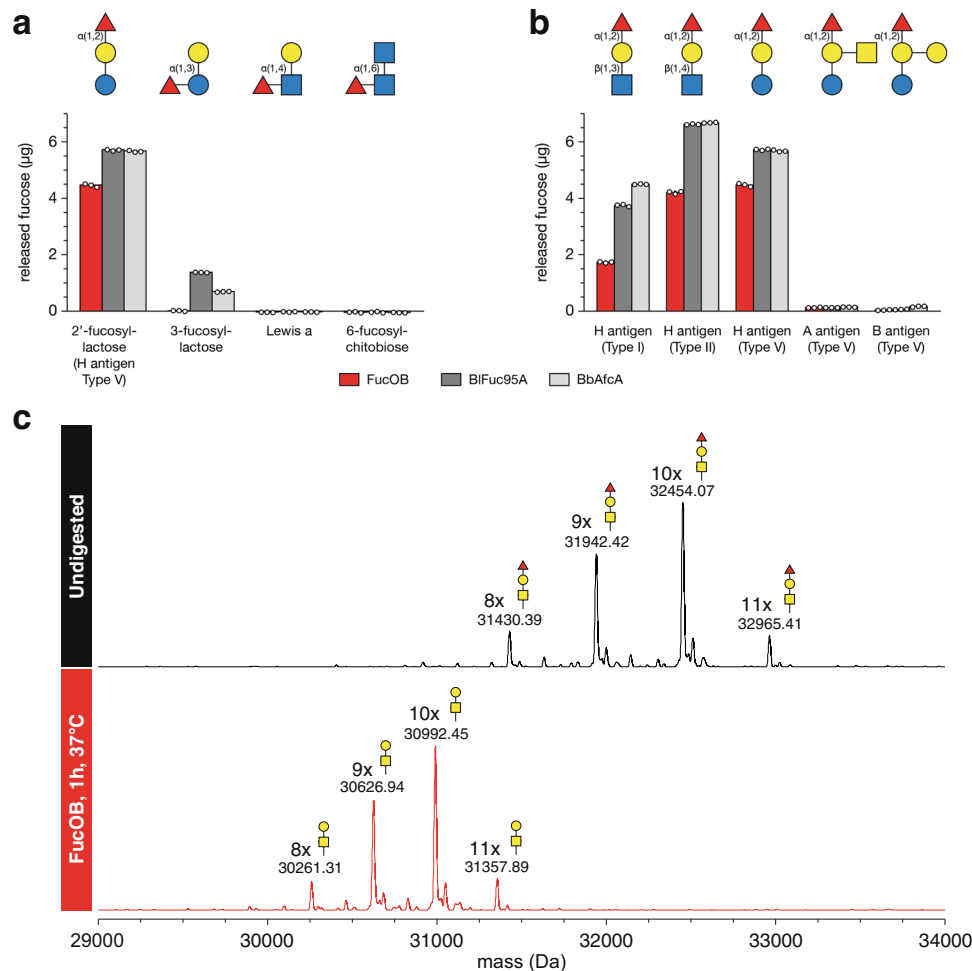 a
α(1,2)
α(1,3)
α(1,4)
α(1,6)
released fucose (µg)
6
4
2
0
2'-fucosyl-
lactose
(H antigen
Type V)
3-fucosyl-
lactose
Lewis a
6-fucosyl-
chitobiose
b
α(1,2)
β(1,3)
α(1,2)
β(1,4)
α(1,2)
α(1,2)
α(1,2)
released fucose (µg)
6
4
2
0
H antigen
(Type I)
H antigen
(Type II)
H antigen
(Type V)
A antigen
(Type V)
B antigen
(Type V)
FucOB
BlFuc95A
BbAfcA
c
Undigested
8x
31430.39
9x
31942.42
10x
32454.07
11x
32965.41
FucOB, 1h, 37°C
8x
30261.31
9x
30626.94
10x
30992.45
11x
31357.89
29000
30000
31000
32000
33000
34000
mass (Da)